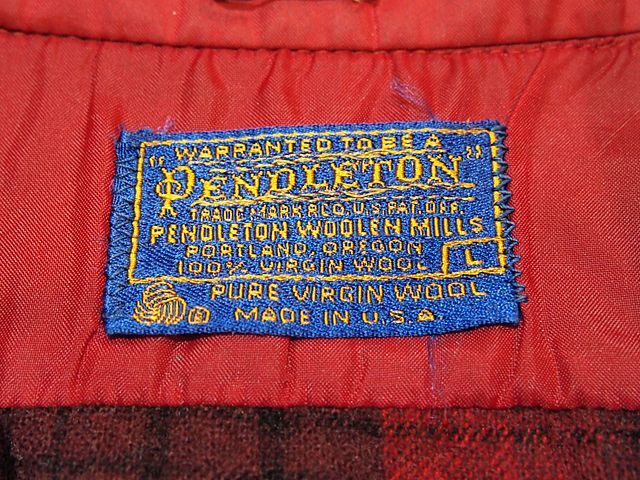 WARRANTED TO BE A
"PENDLETON"
TRADE MARK REG. U.S. PAT. OFF.
PENDLETON WOOLEN MILLS
PORTLAND, OREGON
100% VIRGIN WOOL L
PURE VIRGIN WOOL
® MADE IN U.S.A.